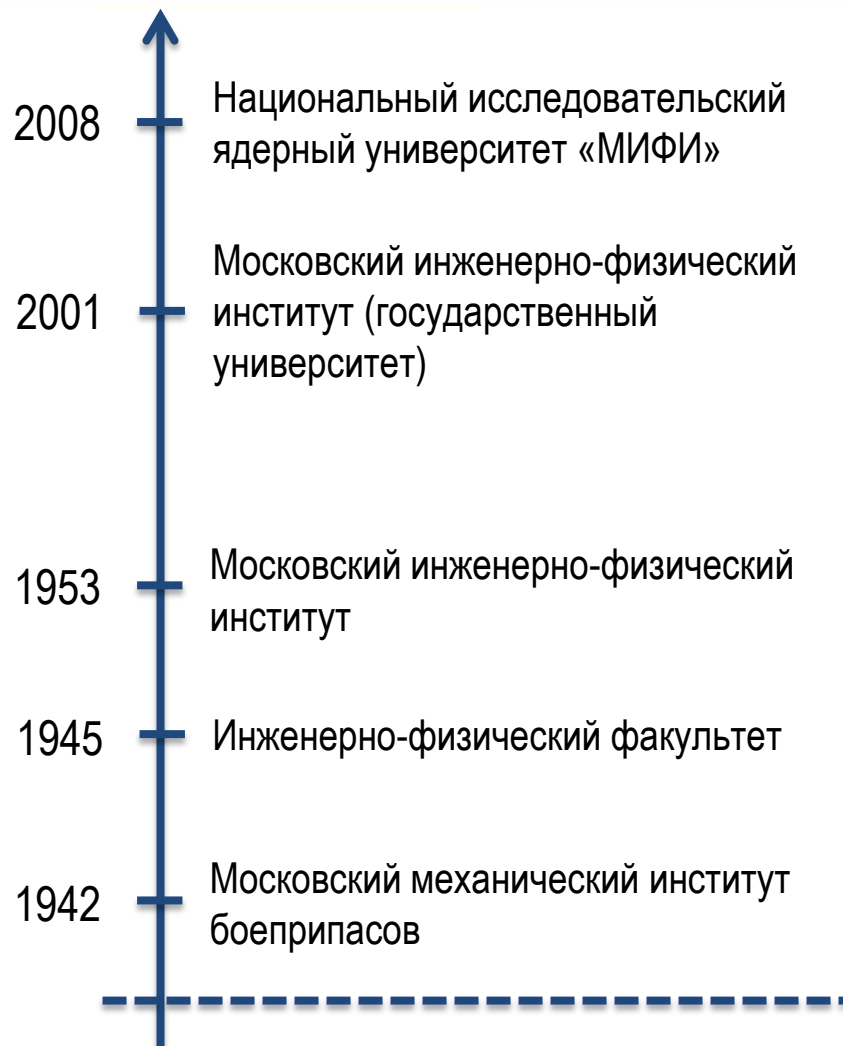 2008
Национальный исследовательский
ядерный университет «МИФИ»
2001
Московский инженерно-физический
институт (государственный
университет)
1953
Московский инженерно-физический
институт
1945
Инженерно-физический факультет
1942
Московский механический институт
боеприпасов